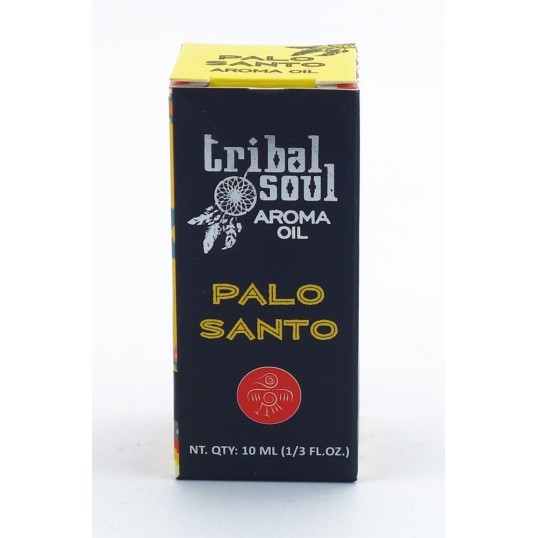 PALO
SANTO
AROMA OIL
tribal
soul
AROMA
OIL
PALO
SANTO
NT. QTY: 10 ML (1/3 FL.OZ.)